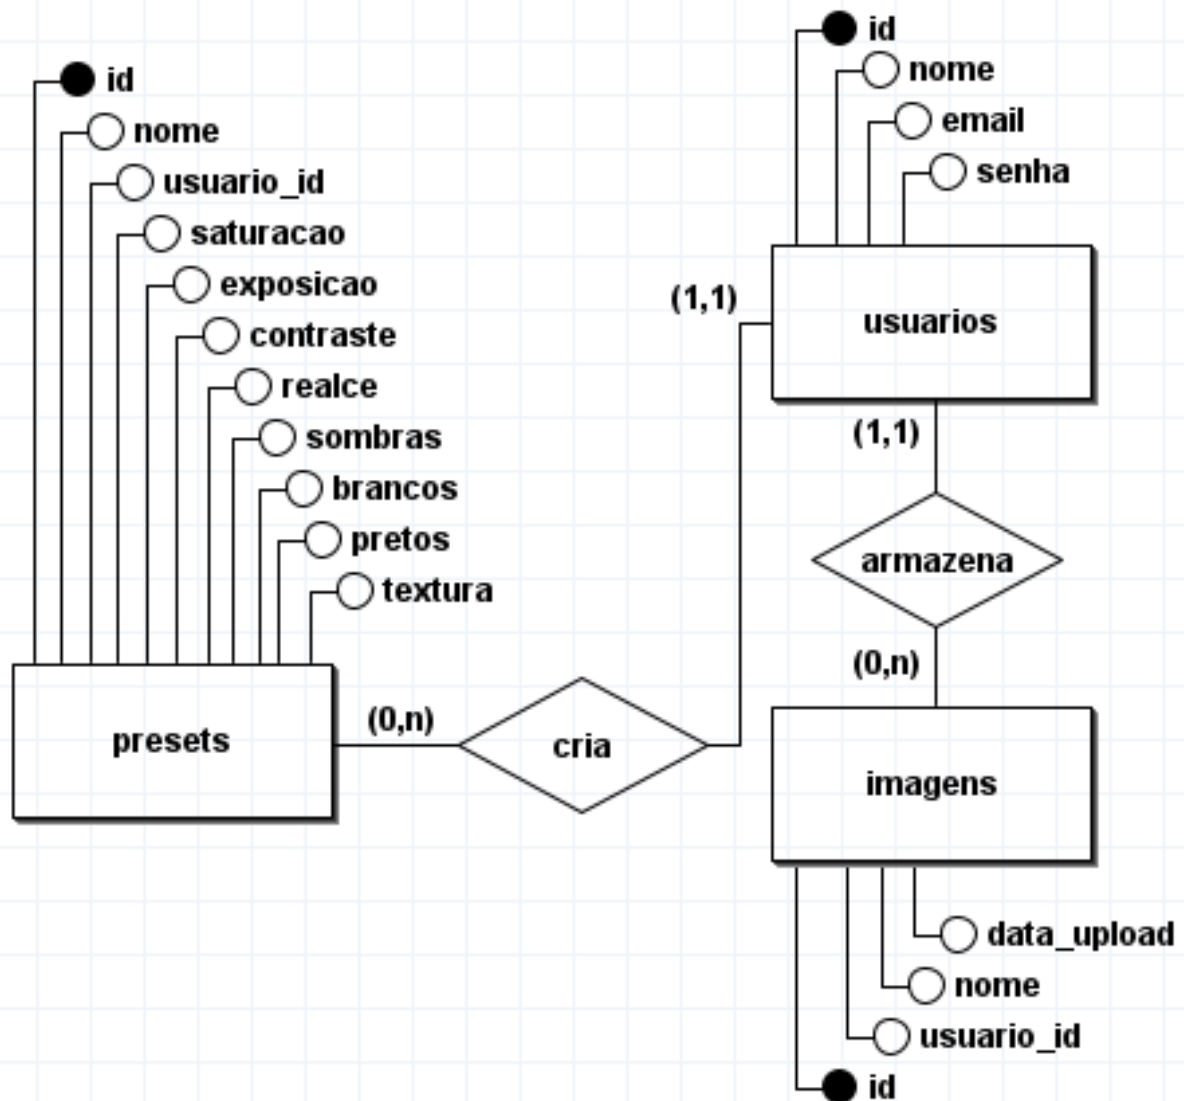 id
nome
usuario_id
saturacao
exposicao
contraste
realce
sombras
brancos
pretos
textura
presets
(0,n)
cria
(1,1)
id
nome
email
senha
usuarios
(1,1)
armazena
(0,n)
imagens
data_upload
nome
usuario_id
id